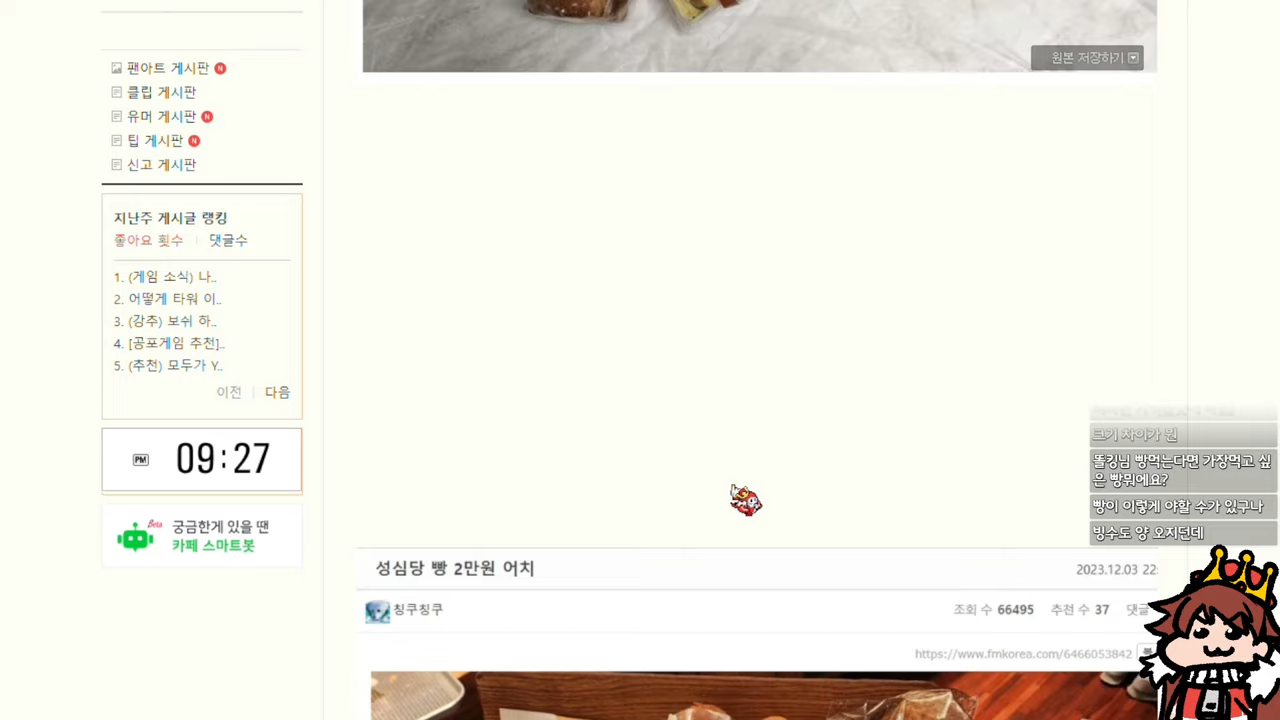 원본 저장하기
팬아트 게시판 N
클립 게시판
유머 게시판 N
팁 게시판 N
신고 게시판
지난주 게시글 랭킹
좋아요 횟수 | 댓글수
1. (게임 소식) 나..
2. 어떻게 타워 이..
3. (강추) 보쉬 하..
4. [공포게임 추천]..
5. (추천) 모두가 Y..
이전 | 다음
PM 09:27
Beta
궁금한게 있을 땐
카페 스마트봇
크기 차이가 뭔
똘킹님 빵먹는다면 가장먹고 싶
은 빵뭐에요?
빵이 이렇게 야할 수가 있구나
빙수도 양 오지던데
성심당 빵 2만원 어치
2023.12.03 22:
칭쿠칭쿠
조회 수 66495 추천 수 37 댓글
https://www.fmkorea.com/6466053842